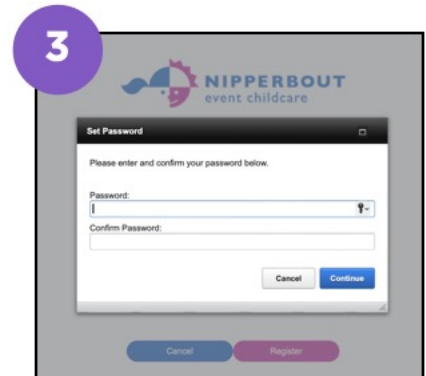 3
NIPPERBOUT
event childcare
Set Password
Please enter and confirm your password below.
Password:
Confirm Password:
Cancel Continue
Cancel Register